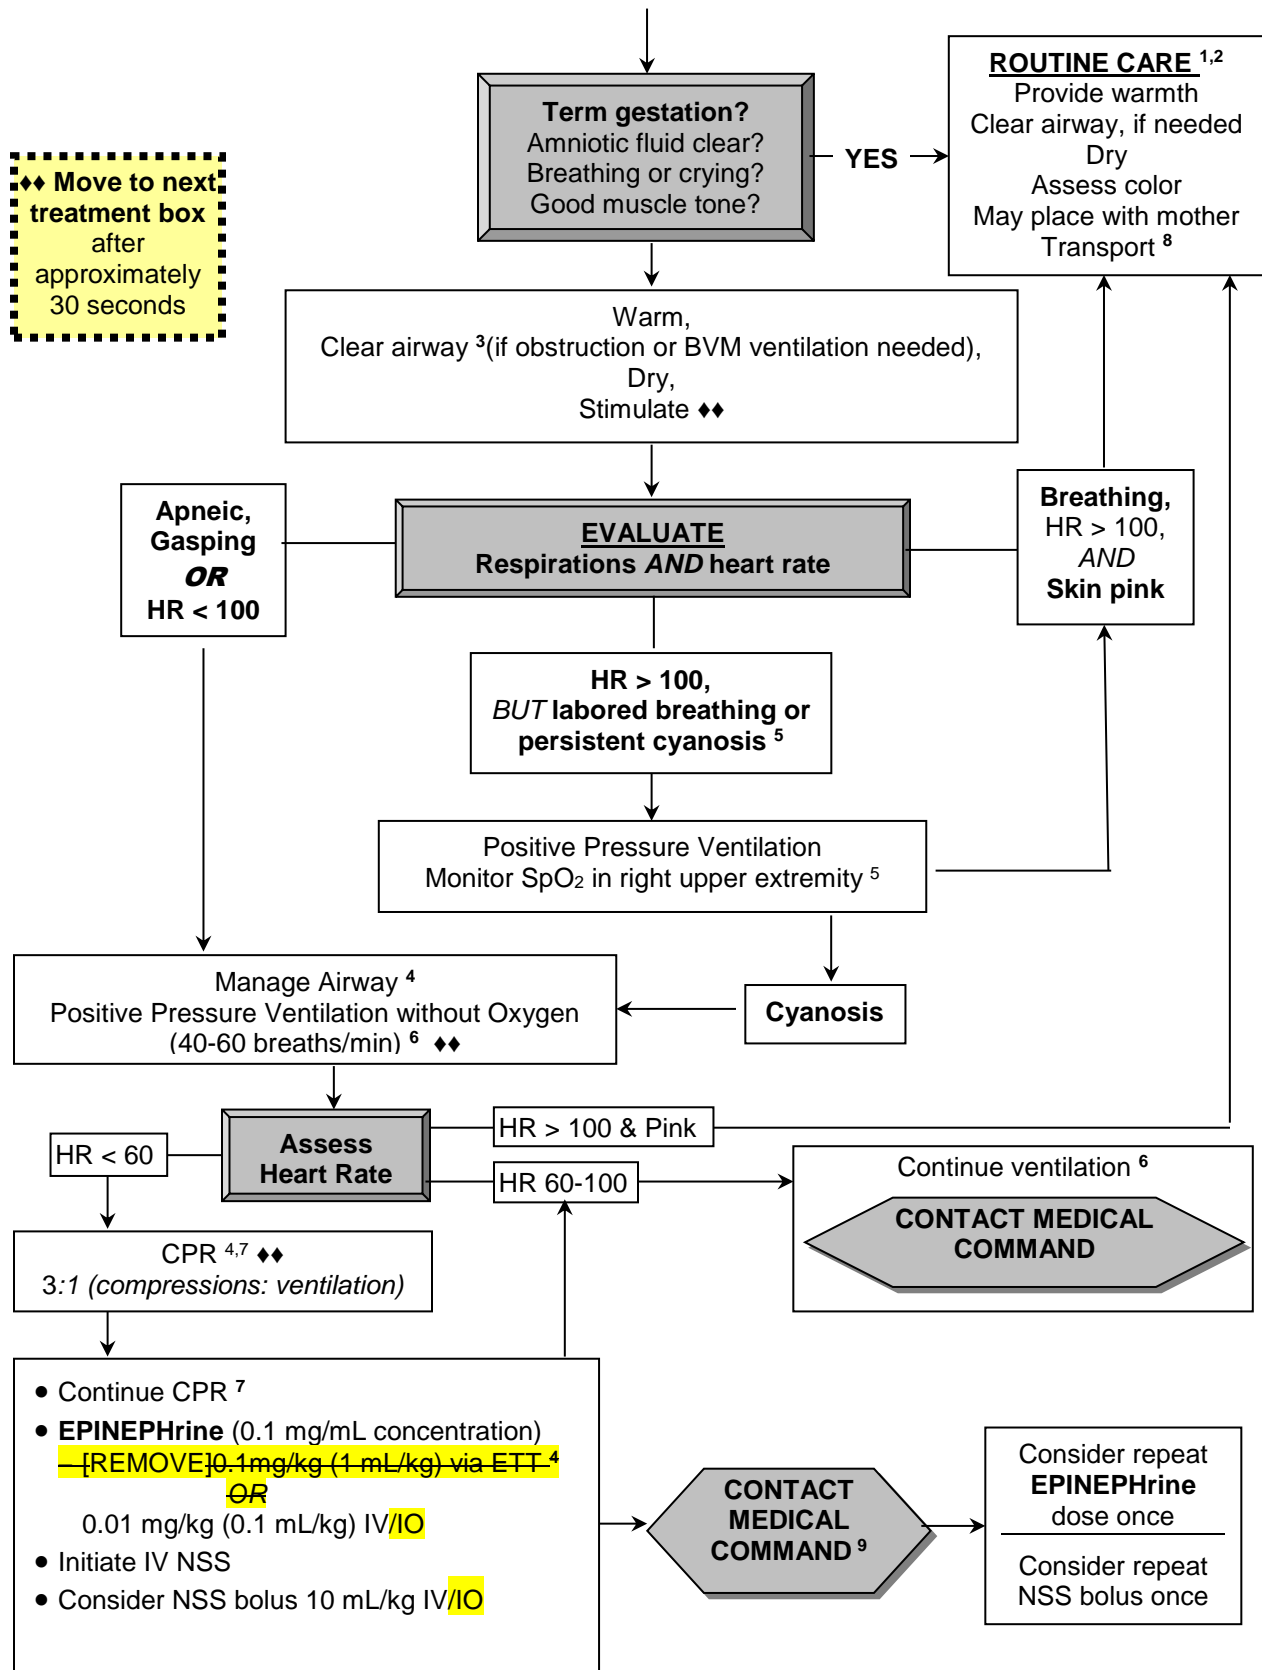 Term gestation?
Amniotic fluid clear?
Breathing or crying?
Good muscle tone?
YES
ROUTINE CARE 1,2
Provide warmth
Clear airway, if needed
Dry
Assess color
May place with mother
Transport 8
♦♦ Move to next
treatment box
after
approximately
30 seconds
Warm,
Clear airway 3(if obstruction or BVM ventilation needed),
Dry,
Stimulate ♦♦
Apneic,
Gasping
OR
HR < 100
EVALUATE
Respirations AND heart rate
Breathing,
HR > 100,
AND
Skin pink
HR > 100,
BUT labored breathing or
persistent cyanosis 5
Positive Pressure Ventilation
Monitor SpO2 in right upper extremity 5
Manage Airway 4
Positive Pressure Ventilation without Oxygen
(40-60 breaths/min) 6 ♦♦
Cyanosis
Assess
Heart Rate
HR > 100 & Pink
HR < 60
HR 60-100
Continue ventilation 6
CONTACT MEDICAL
COMMAND
CPR 4,7 ♦♦
3:1 (compressions: ventilation)
• Continue CPR 7
• EPINEPHrine (0.1 mg/mL concentration)
– [REMOVE]0.1mg/kg (1 mL/kg) via ETT 4
OR
0.01 mg/kg (0.1 mL/kg) IV/IO
• Initiate IV NSS
• Consider NSS bolus 10 mL/kg IV/IO
CONTACT
MEDICAL
COMMAND 9
Consider repeat
EPINEPHrine
dose once
Consider repeat
NSS bolus once